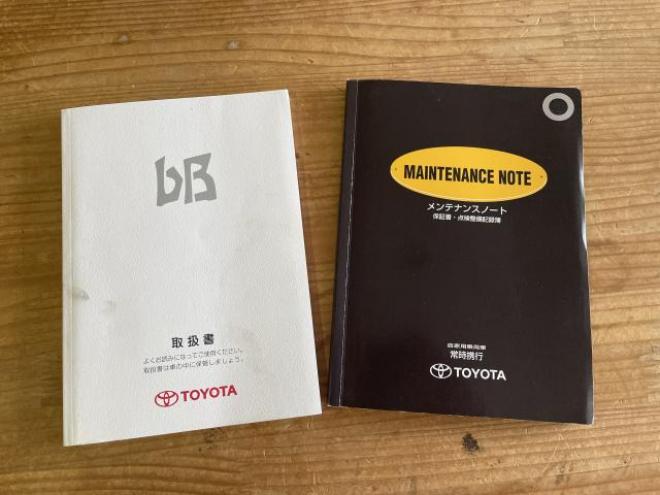 bB
取扱書
よくお読みになってご使用ください。
取扱書は車の中に保管しましょう。
TOYOTA
MAINTENANCE NOTE
メンテナンスノート
保証書・点検整備記録簿
自家用乗用車
常時携行
TOYOTA